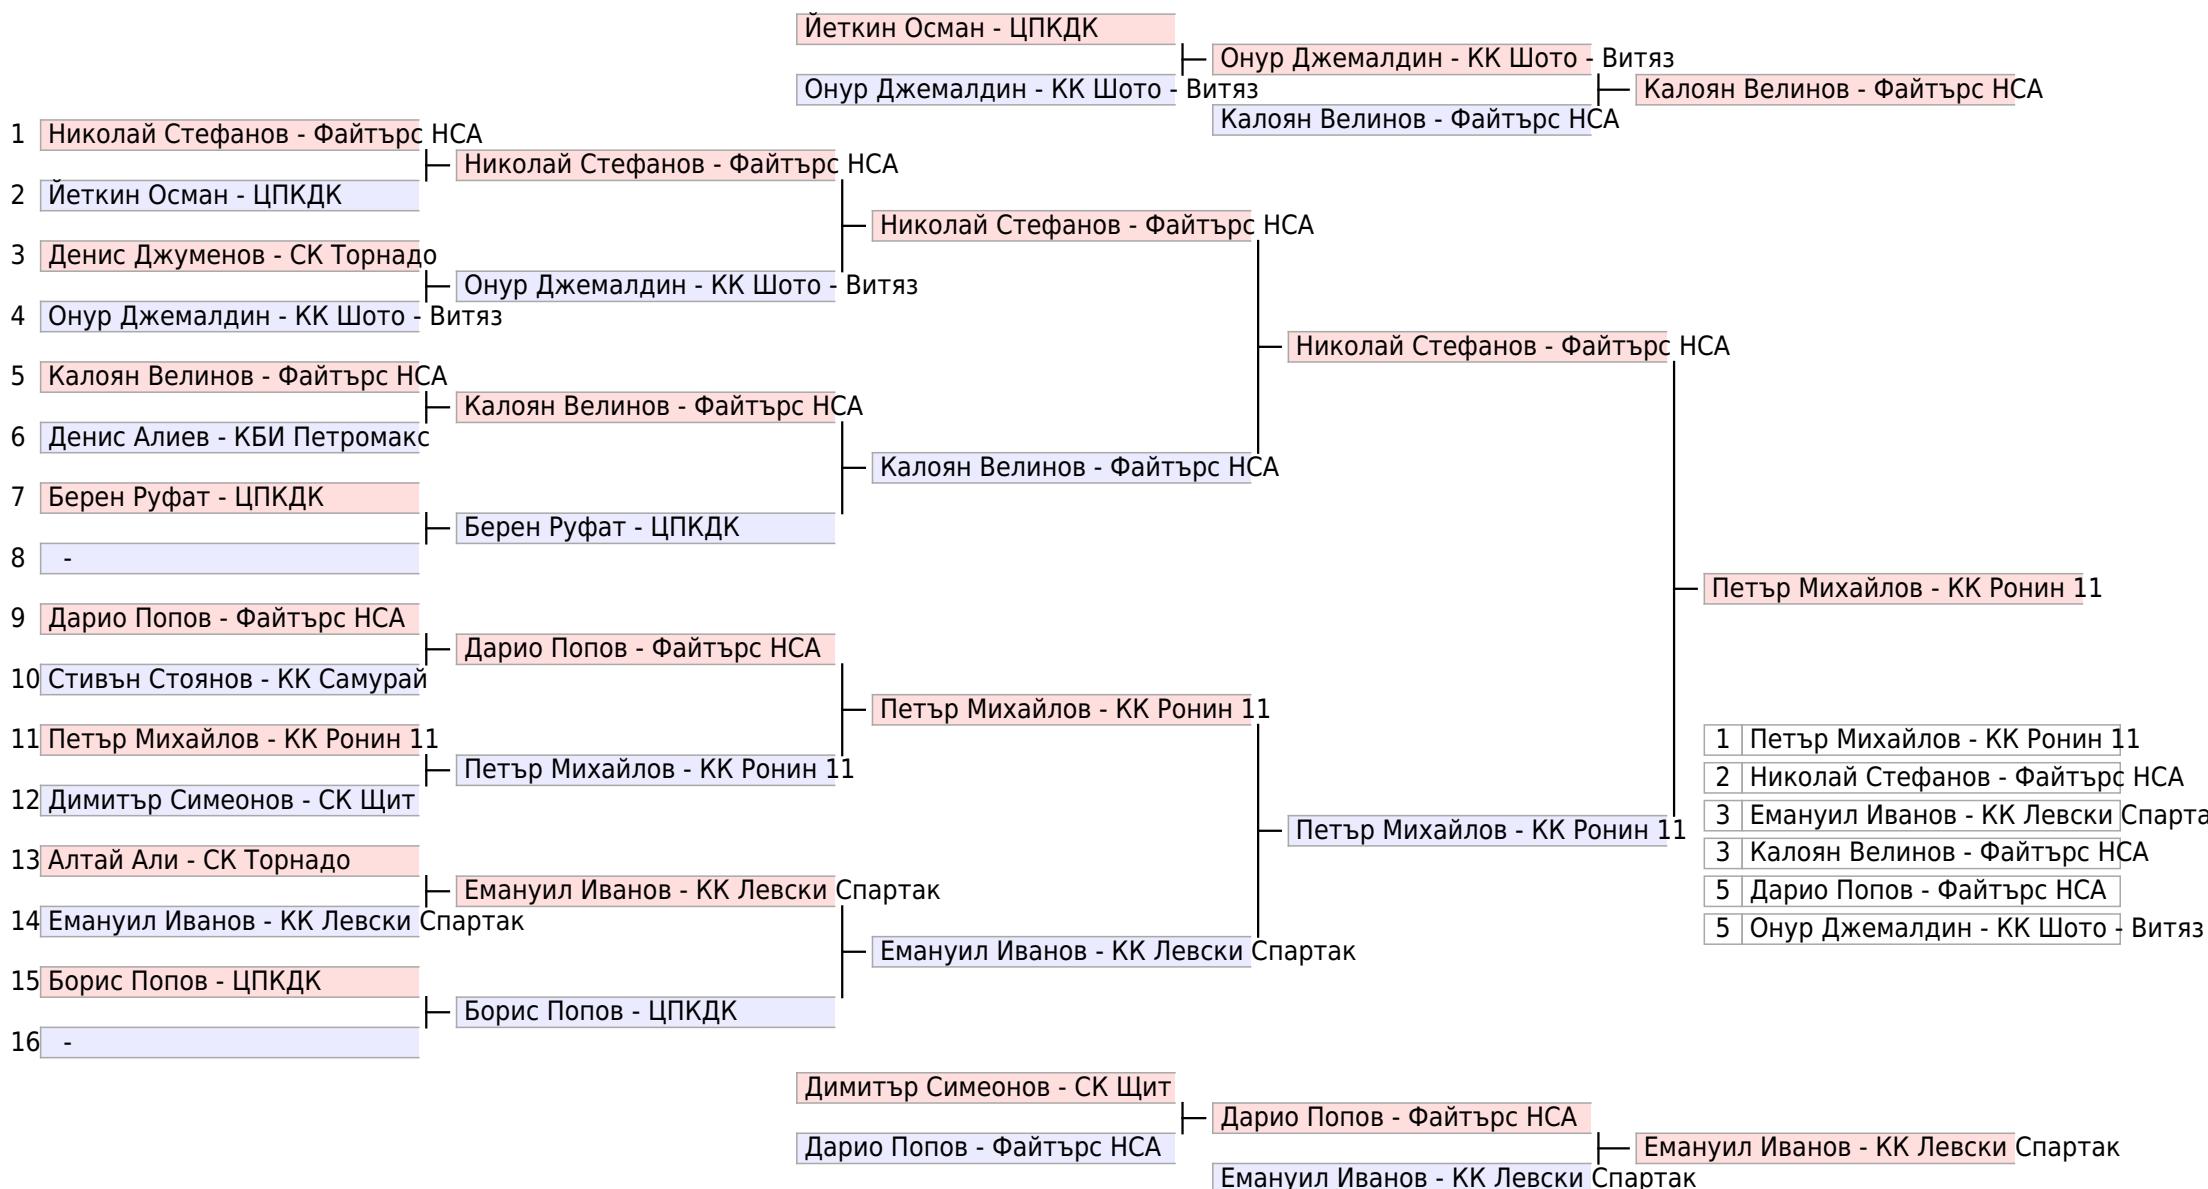 Йеткин Осман - ЦПКДК
Онур Джемалдин - КК Шото - Витяз
Онур Джемалдин - КК Шото - Витяз
Калоян Велинов - Файтърс НСА
Калоян Велинов - Файтърс НСА
1 Николай Стефанов - Файтърс НСА
Николай Стефанов - Файтърс НСА
2 Йеткин Осман - ЦПКДК
Николай Стефанов - Файтърс НСА
3 Денис Джуменов - СК Торнадо
Онур Джемалдин - КК Шото - Витяз
4 Онур Джемалдин - КК Шото - Витяз
Николай Стефанов - Файтърс НСА
5 Калоян Велинов - Файтърс НСА
Калоян Велинов - Файтърс НСА
6 Денис Алиев - КБИ Петромакс
Калоян Велинов - Файтърс НСА
7 Берен Руфат - ЦПКДК
Берен Руфат - ЦПКДК
8 -
Петър Михайлов - КК Ронин 11
9 Дарио Попов - Файтърс НСА
Дарио Попов - Файтърс НСА
10 Стивън Стоянов - КК Самурай
Петър Михайлов - КК Ронин 11
11 Петър Михайлов - КК Ронин 11
Петър Михайлов - КК Ронин 11
12 Димитър Симеонов - СК Щит
Петър Михайлов - КК Ронин 11
13 Алтай Али - СК Торнадо
Емануил Иванов - КК Левски Спартак
14 Емануил Иванов - КК Левски Спартак
Емануил Иванов - КК Левски Спартак
15 Борис Попов - ЦПКДК
Борис Попов - ЦПКДК
16 -
1 Петър Михайлов - КК Ронин 11
2 Николай Стефанов - Файтърс НСА
3 Емануил Иванов - КК Левски Спарта
3 Калоян Велинов - Файтърс НСА
5 Дарио Попов - Файтърс НСА
5 Онур Джемалдин - КК Шото - Витяз
Димитър Симеонов - СК Щит
Дарио Попов - Файтърс НСА
Дарио Попов - Файтърс НСА
Емануил Иванов - КК Левски Спартак
Емануил Иванов - КК Левски Спартак